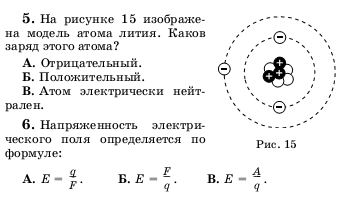 5. На рисунке 15 изображе-
на модель атома лития. Каков
заряд этого атома?
А. Отрицательный.
Б. Положительный.
В. Атом электрически нейт-
рален.
6. Напряженность электри-
ческого поля определяется по
формуле:
Рис. 15
А. E = q/F. Б. E = F/q. В. E = A/q.